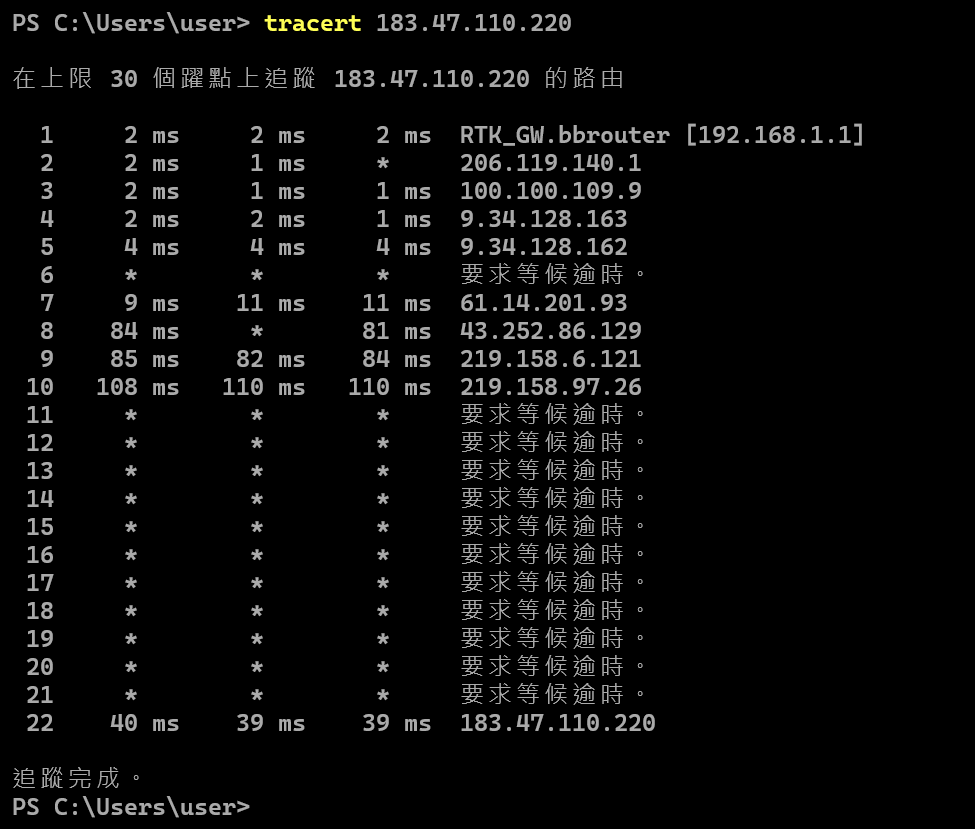 PS C:\Users\user> tracert 183.47.110.220
在上限 30 個躍點上追蹤 183.47.110.220 的路由
1 2 ms 2 ms 2 ms RTK_GW.bbrouter [192.168.1.1]
2 2 ms 1 ms * 206.119.140.1
3 2 ms 1 ms 1 ms 100.100.109.9
4 2 ms 2 ms 1 ms 9.34.128.163
5 4 ms 4 ms 4 ms 9.34.128.162
6 * * * 要求等候逾時。
7 9 ms 11 ms 11 ms 61.14.201.93
8 84 ms * 81 ms 43.252.86.129
9 85 ms 82 ms 84 ms 219.158.6.121
10 108 ms 110 ms 110 ms 219.158.97.26
11 * * * 要求等候逾時。
12 * * * 要求等候逾時。
13 * * * 要求等候逾時。
14 * * * 要求等候逾時。
15 * * * 要求等候逾時。
16 * * * 要求等候逾時。
17 * * * 要求等候逾時。
18 * * * 要求等候逾時。
19 * * * 要求等候逾時。
20 * * * 要求等候逾時。
21 * * * 要求等候逾時。
22 40 ms 39 ms 39 ms 183.47.110.220
追蹤完成。
PS C:\Users\user>